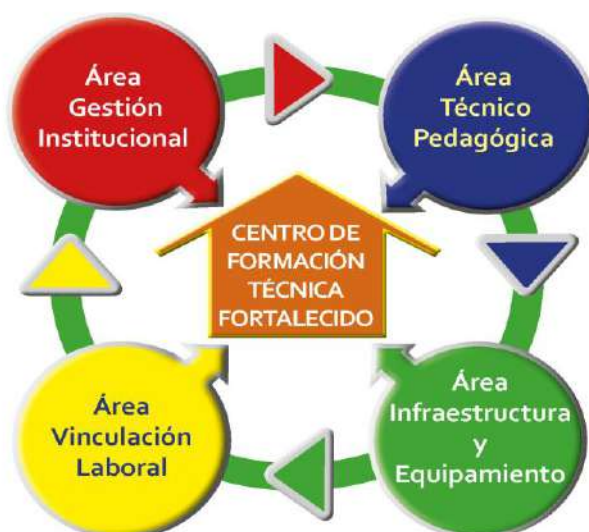 Área
Gestión
Institucional
Área
Técnico
Pedagógica
CENTRO DE
FORMACIÓN
TÉCNICA
FORTALECIDO
Área
Vinculación
Laboral
Área
Infraestructura
y
Equipamiento